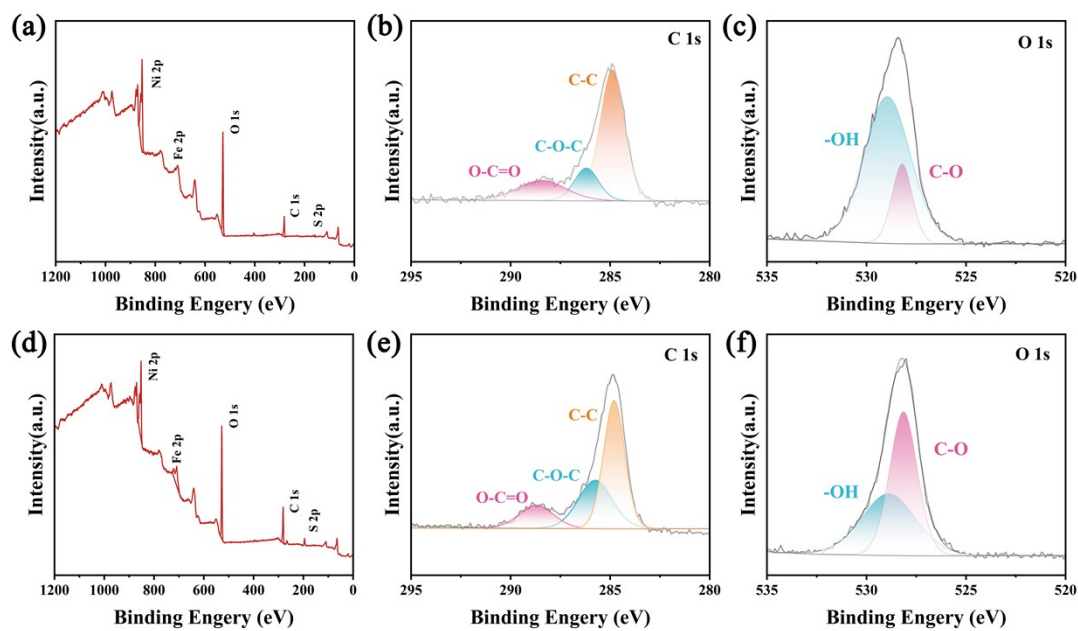 (a)
Intensity(a.u.)
Ni 2p
Fe 2p
O 1s
C 1s
S 2p
1200 1000 800 600 400 200 0
Binding Engery (eV)
(b)
C 1s
Intensity(a.u.)
C-C
C-O-C
O-C=O
295 290 285 280
Binding Engery (eV)
(c)
O 1s
Intensity(a.u.)
-OH
C-O
535 530 525 520
Binding Engery (eV)
(d)
Intensity(a.u.)
Ni 2p
Fe 2p
O 1s
C 1s
S 2p
1200 1000 800 600 400 200 0
Binding Engery (eV)
(e)
C 1s
Intensity(a.u.)
C-C
C-O-C
O-C=O
295 290 285 280
Binding Engery (eV)
(f)
O 1s
Intensity(a.u.)
C-O
-OH
535 530 525 520
Binding Engery (eV)